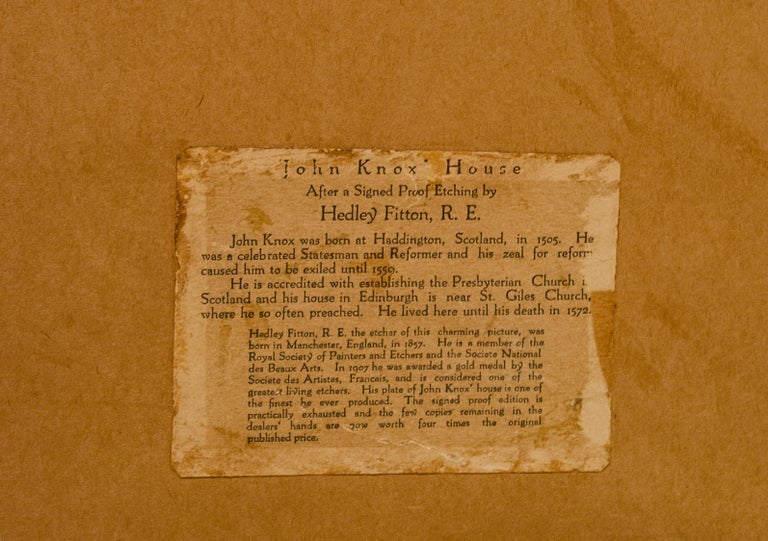 John Knox' House
After a Signed Proof Etching by
Hedley Fitton, R. E.
John Knox was born at Haddington, Scotland, in 1505. He
was a celebrated Statesman and Reformer and his zeal for reform
caused him to be exiled until 1559.
He is accredited with establishing the Presbyterian Church i
Scotland and his house in Edinburgh is near St. Giles Church,
where he so often preached. He lived here until his death in 1572.
Hedley Fitton, R. E. the etcher of this charming picture, was
born in Manchester, England, in 1857. He is a member of the
Royal Society of Painters and Etchers and the Societe National
des Beaux Arts. In 1907 he was awarded a gold medal by the
Societe des Artistes, Francais, and is considered one of the
greatest living etchers. His plate of John Knox' house is one of
the finest he ever produced. The signed proof edition is
practically exhausted and the few copies remaining in the
dealers' hands are now worth four times the original
published price.